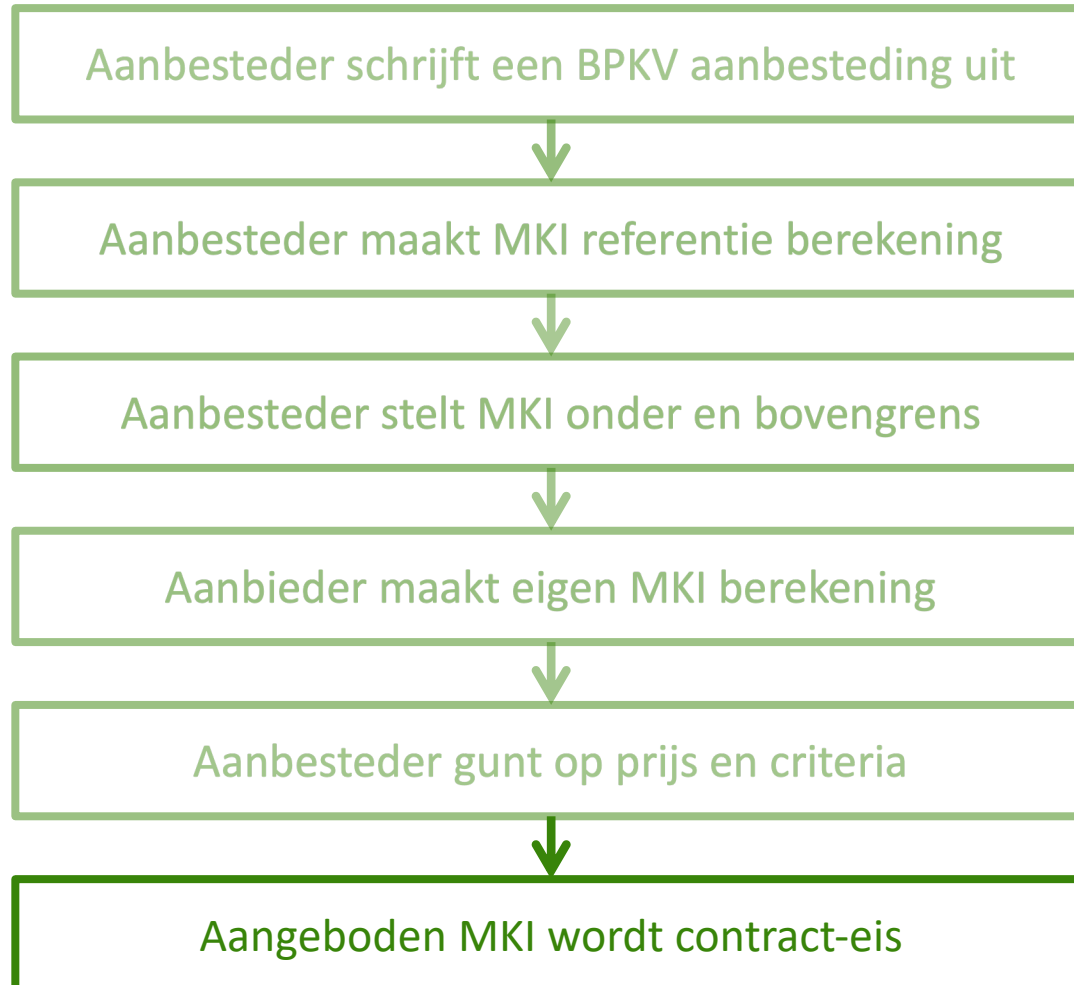 Aanbesteder schrijft een BPKV aanbesteding uit
Aanbesteder maakt MKI referentie berekening
Aanbesteder stelt MKI onder en bovengrens
Aanbieder maakt eigen MKI berekening
Aanbesteder gunt op prijs en criteria
Aangeboden MKI wordt contract-eis